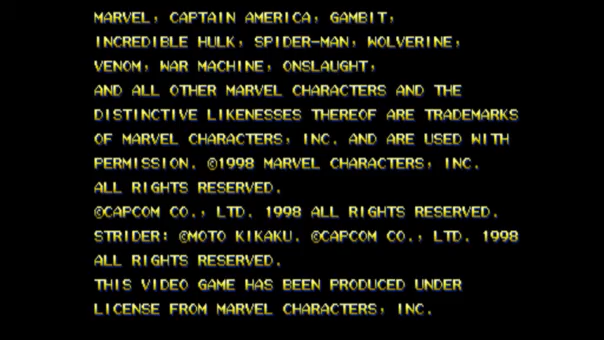 MARVEL, CAPTAIN AMERICA, GAMBIT,
INCREDIBLE HULK, SPIDER-MAN, WOLVERINE,
VENOM, WAR MACHINE, ONSLAUGHT,
AND ALL OTHER MARVEL CHARACTERS AND THE
DISTINCTIVE LIKENESSES THEREOF ARE TRADEMARKS
OF MARVEL CHARACTERS, INC. AND ARE USED WITH
PERMISSION. ©1998 MARVEL CHARACTERS, INC.
ALL RIGHTS RESERVED.
©CAPCOM CO., LTD. 1998 ALL RIGHTS RESERVED.
STRIDER: ©MOTO KIKAKU. ©CAPCOM CO., LTD. 1998
ALL RIGHTS RESERVED.
THIS VIDEO GAME HAS BEEN PRODUCED UNDER
LICENSE FROM MARVEL CHARACTERS, INC.